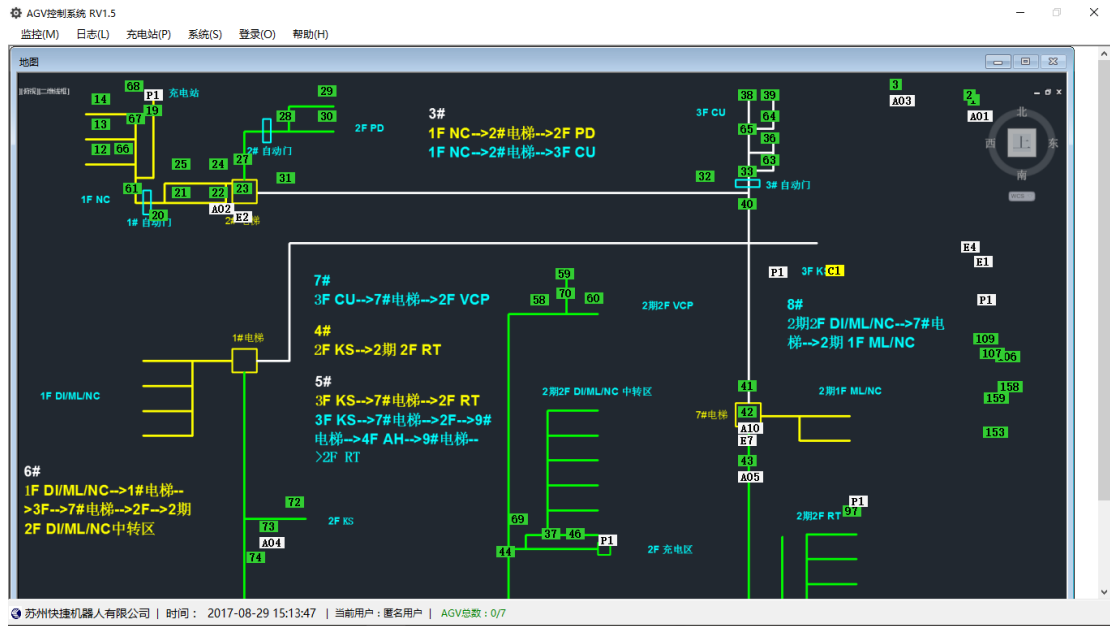 AGV控制系统 RV1.5
监控(M) 日志(L) 充电站(P) 系统(S) 登录(O) 帮助(H)
地图
68
P1
充电站
14
19
67
13
12
66
61
1F NC
1# 自动门
20
25
24
27
21
22
23
A02
E2
2# 电梯
2# 自动门
28
29
30
31
2F PD
3#
1F NC-->2#电梯-->2F PD
1F NC-->2#电梯-->3F CU
3F CU
38
39
64
65
36
63
33
32
3# 自动门
40
3
A03
2
A01
北
西
上
东
南
WCS
E4
E1
P1
3F K
C1
P1
7#
3F CU-->7#电梯-->2F VCP
4#
2F KS-->2期 2F RT
5#
3F KS-->7#电梯-->2F RT
3F KS-->7#电梯-->2F-->9#
电梯-->4F AH-->9#电梯--
>2F RT
59
70
58
60
2期2F VCP
8#
2期2F DI/ML/NC-->7#电
梯-->2期 1F ML/NC
109
107
106
158
159
153
1#电梯
1F DI/ML/NC
2期2F DI/ML/NC 中转区
41
2期1F ML/NC
7#电梯
42
A10
E7
43
A05
6#
1F DI/ML/NC-->1#电梯--
>3F-->7#电梯-->2F-->2期
2F DI/ML/NC中转区
72
73
2F KS
A04
74
69
37
46
P1
44
2F 充电区
P1
2期2F RT
97
苏州快捷机器人有限公司 | 时间： 2017-08-29 15:13:47 | 当前用户：匿名用户 | AGV总数：0/7